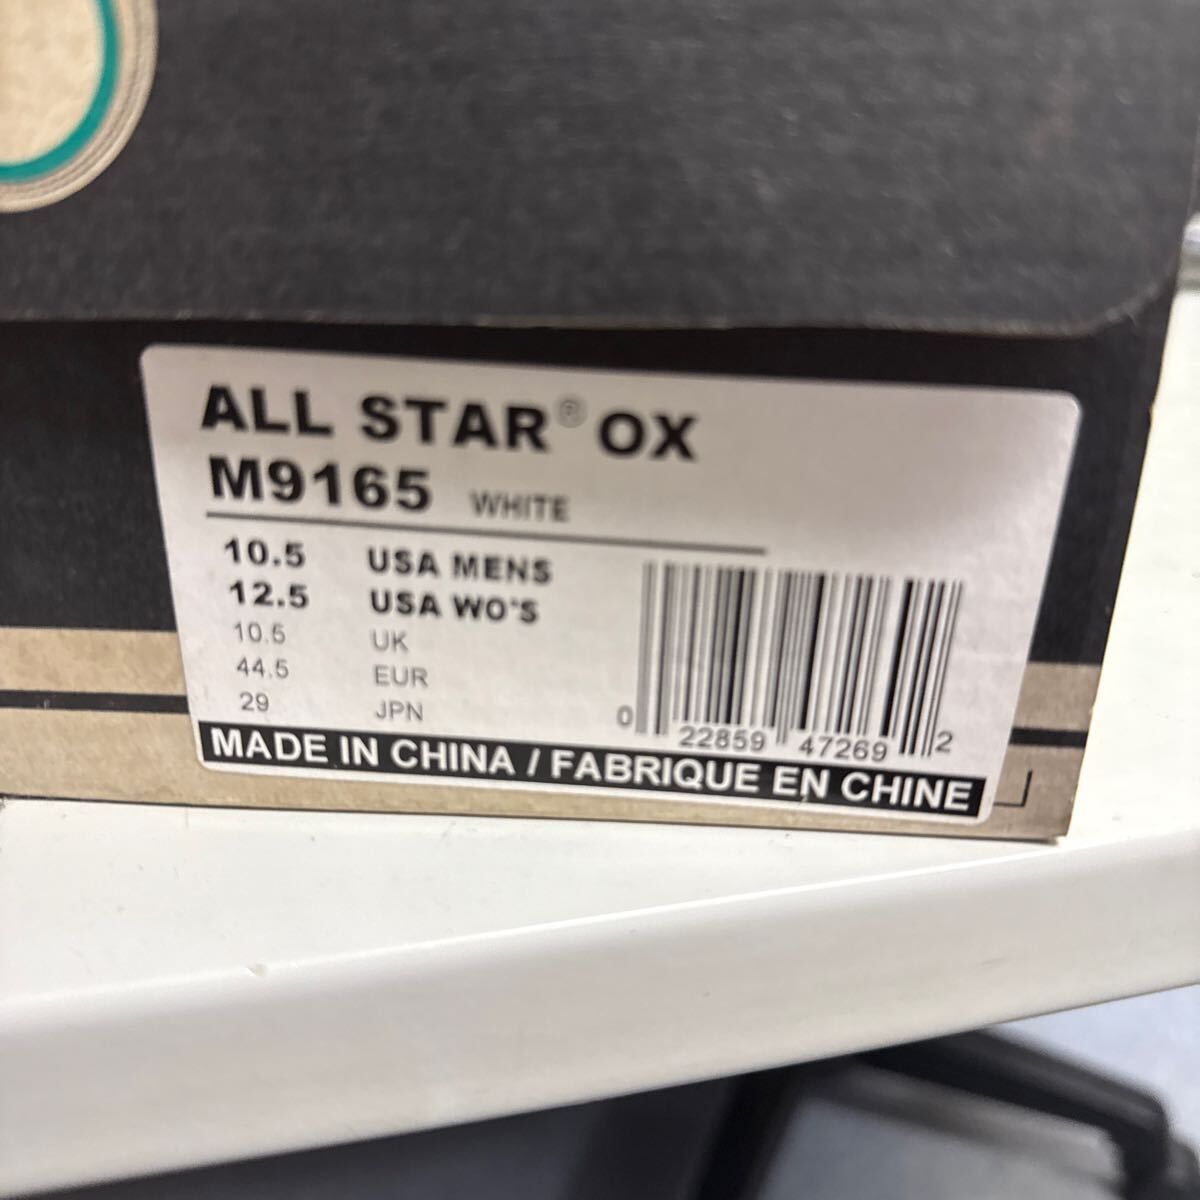 ALL STAR® OX
M9165 WHITE
10.5 USA MENS
12.5 USA WO'S
10.5 UK
44.5 EUR
29 JPN
0 22859 47269 2
MADE IN CHINA / FABRIQUE EN CHINE